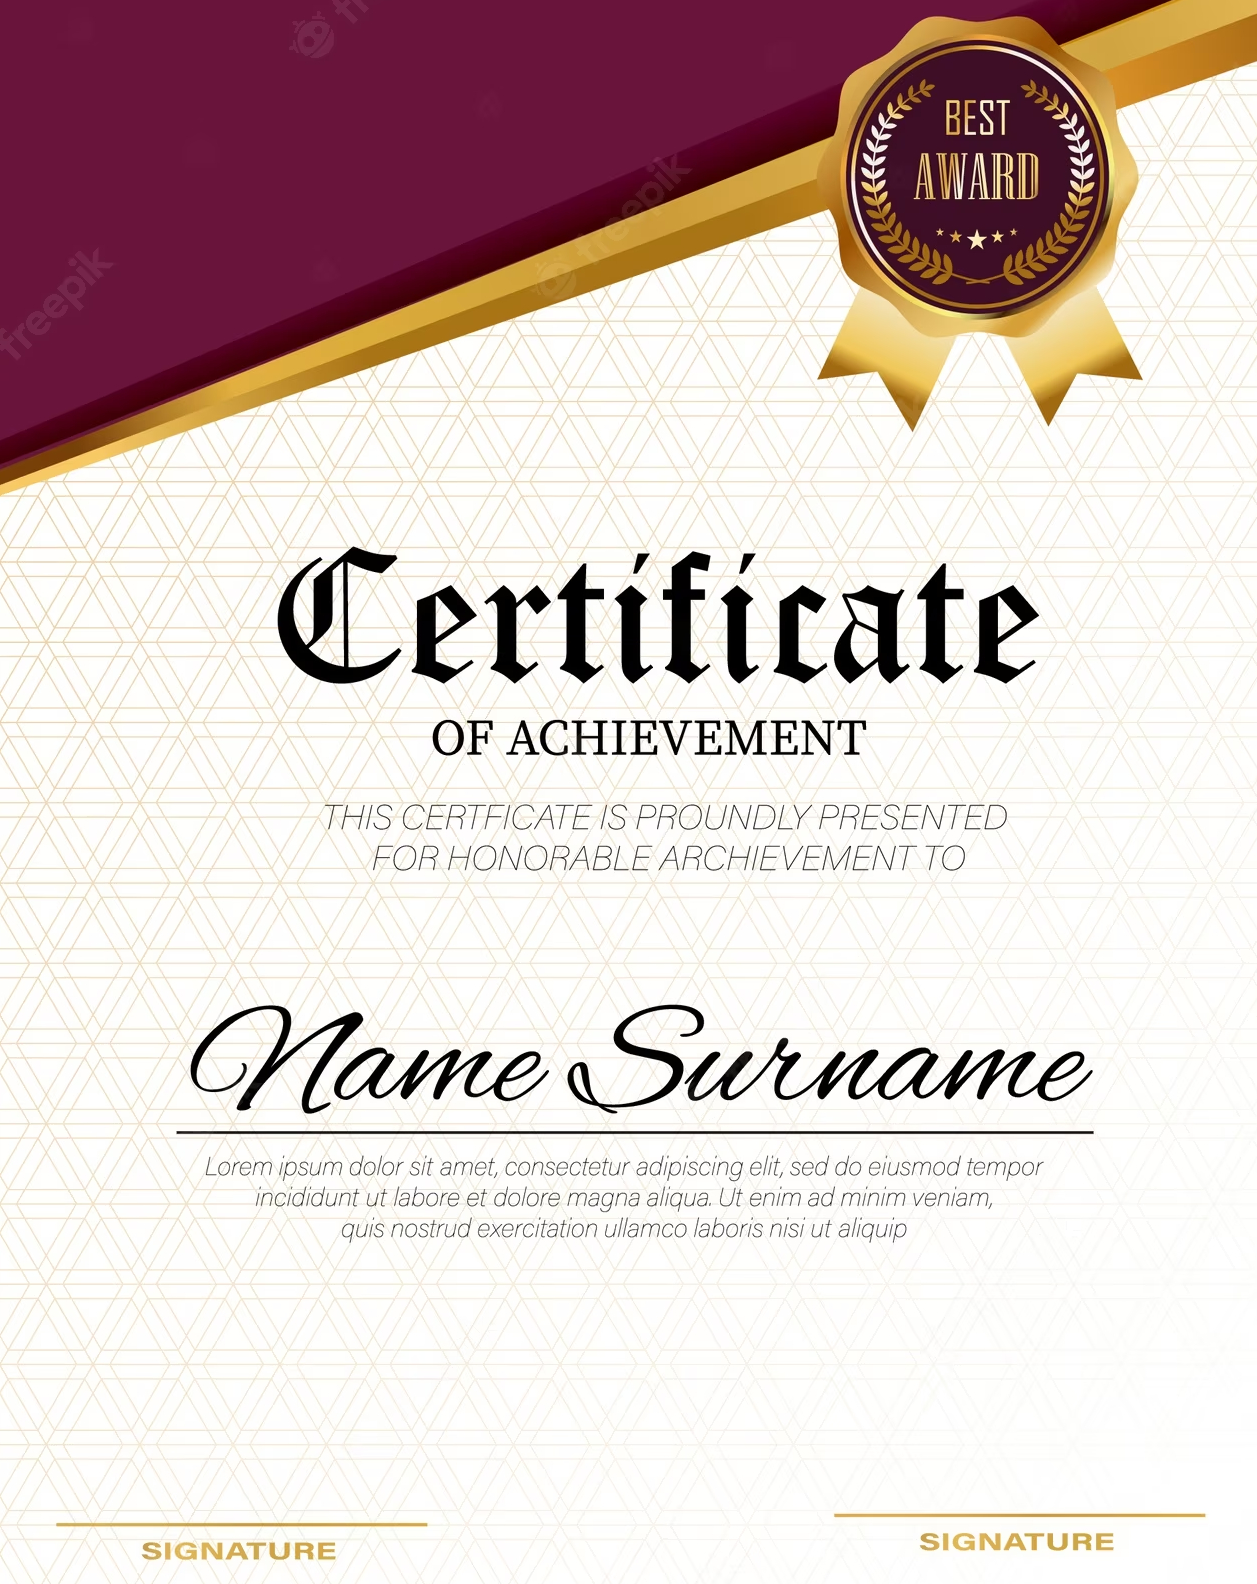 freepik
freepik
BEST
AWARD
Certificate
OF ACHIEVEMENT
THIS CERTFICATE IS PROUNDLY PRESENTED
FOR HONORABLE ARCHIEVEMENT TO
Name Surname
Lorem ipsum dolor sit amet, consectetur adipiscing elit, sed do eiusmod tempor
incididunt ut labore et dolore magna aliqua. Ut enim ad minim veniam,
quis nostrud exercitation ullamco laboris nisi ut aliquip
SIGNATURE
SIGNATURE